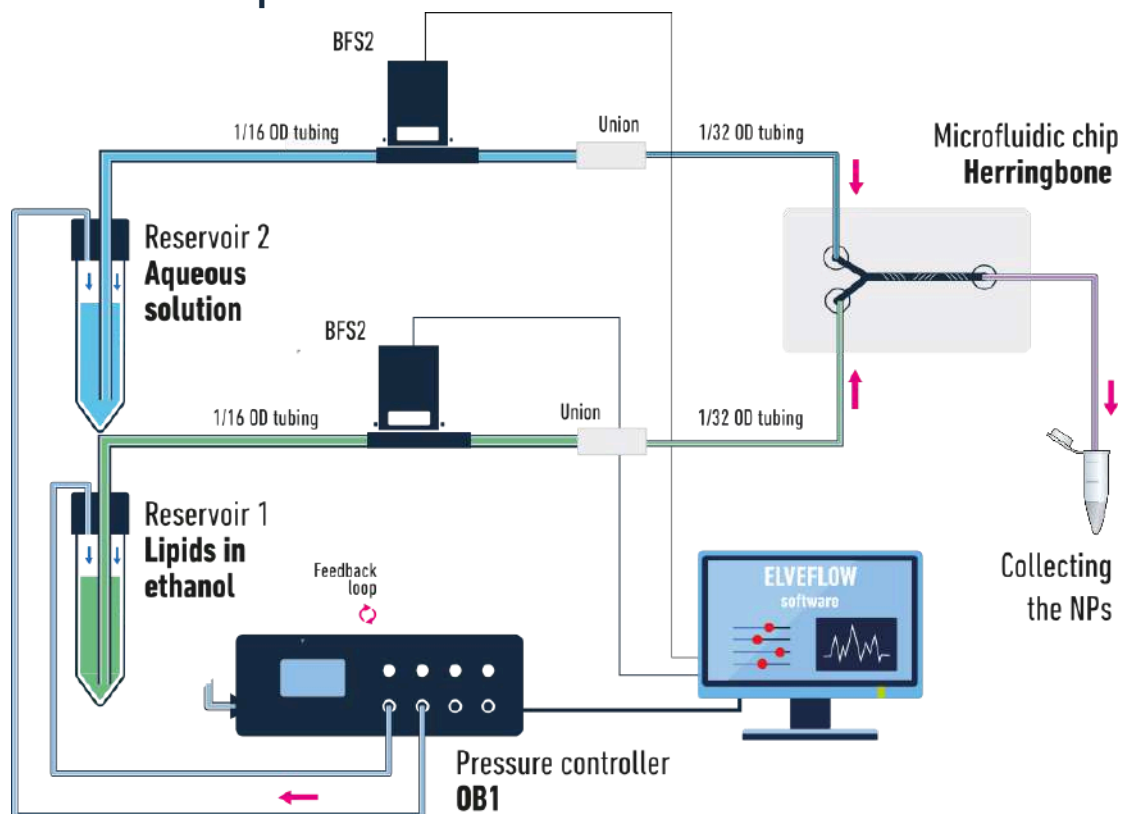 BFS2
1/16 OD tubing
Union
1/32 OD tubing
Microfluidic chip
Herringbone
Reservoir 2
Aqueous
solution
BFS2
1/16 OD tubing
Union
1/32 OD tubing
Reservoir 1
Lipids in
ethanol
Feedback
loop
ELVEFLOW
software
Collecting
the NPs
Pressure controller
OB1